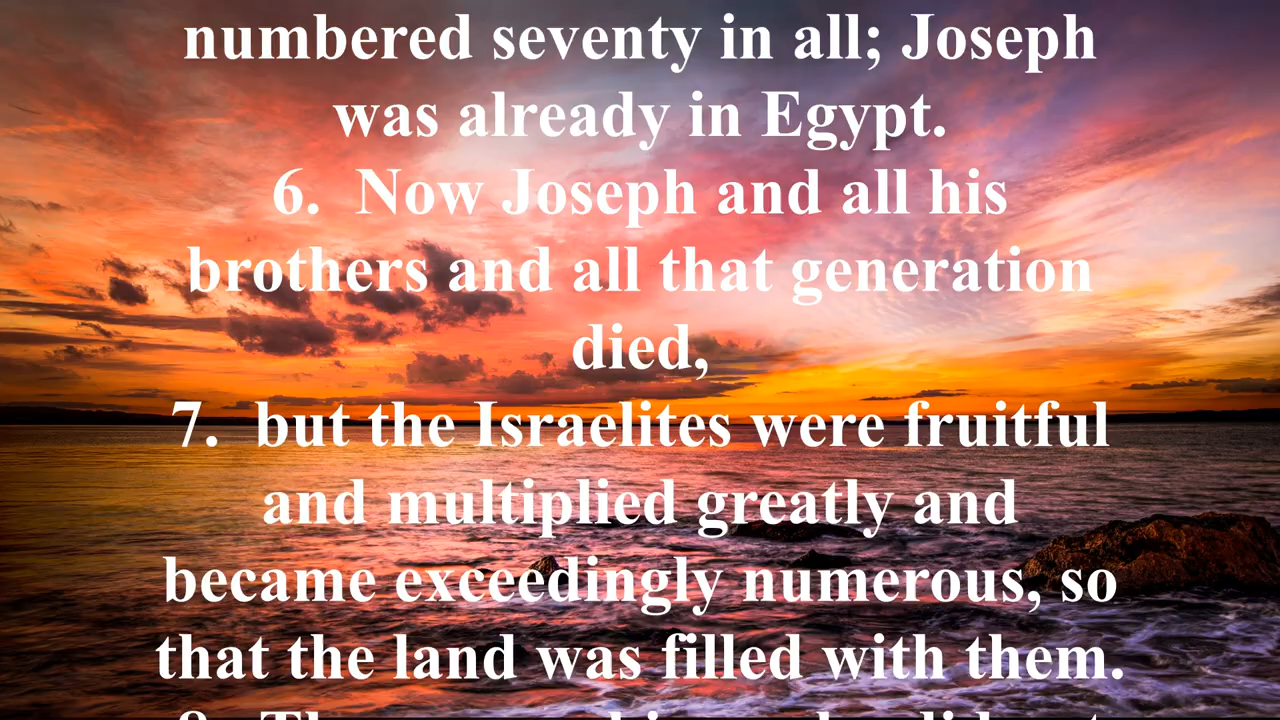 numbered seventy in all; Joseph
was already in Egypt.
6.  Now Joseph and all his
brothers and all that generation
died,
7.  but the Israelites were fruitful
and multiplied greatly and
became exceedingly numerous, so
that the land was filled with them.